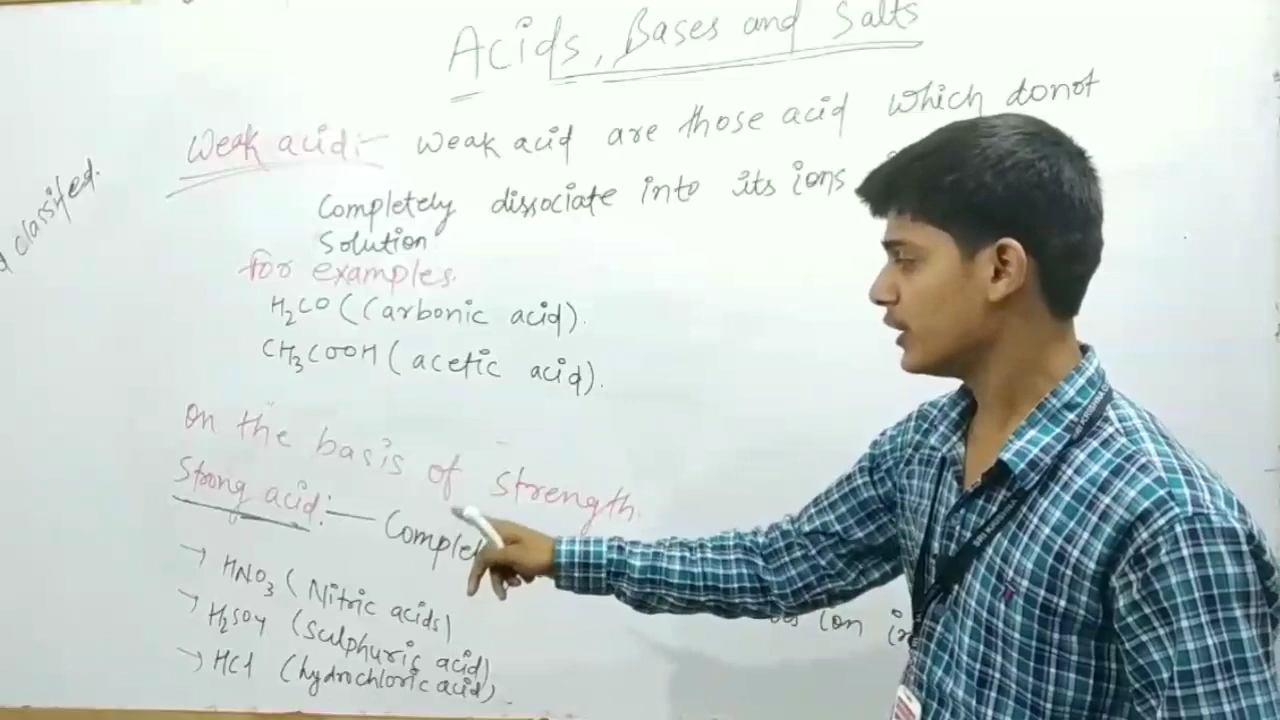 Acids, Bases and Salts
Weak acid:- Weak acid are those acid which donot
Completely dissociate into its ions
Solution
for examples.
H2CO (Carbonic acid).
CH3COOH (acetic acid).
classifed.
on the basis of strength.
Strong acid:- Complet
ion in
→ HNO3 (Nitric acids)
→ H2SO4 (Sulphuric acid)
→ HCl (hydrochloric acid).